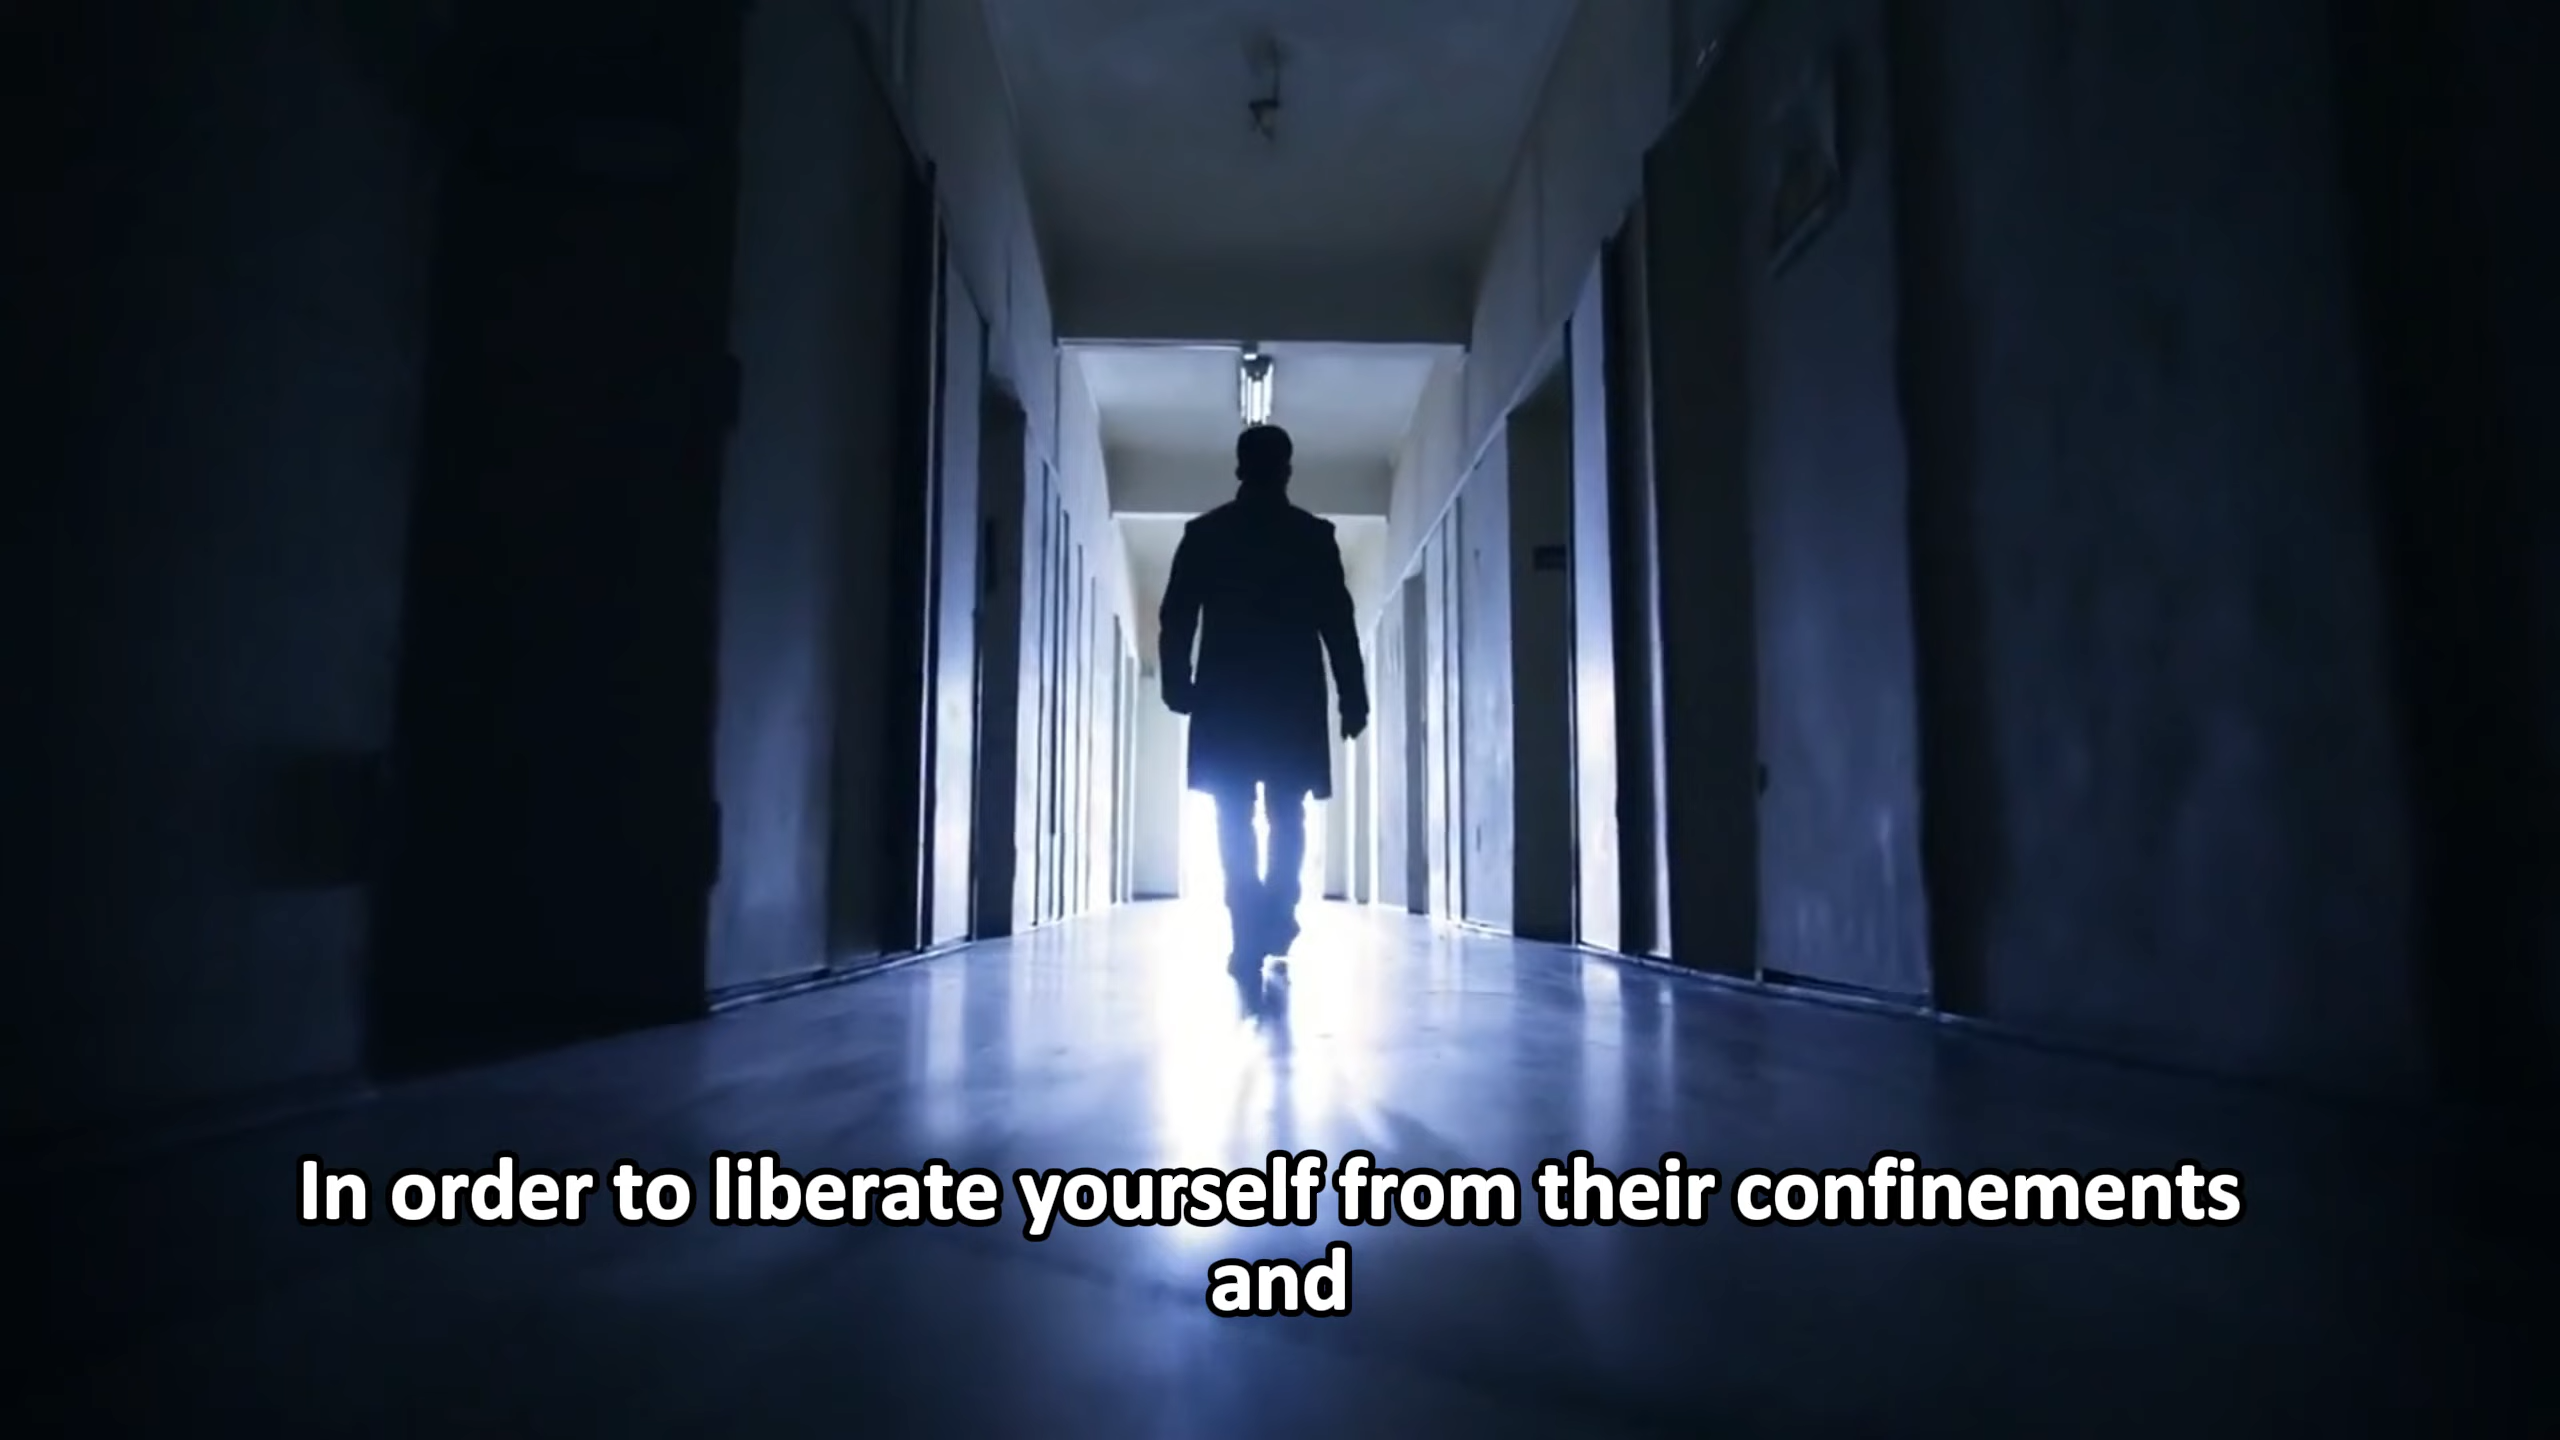 In order to liberate yourself from their confinements
and